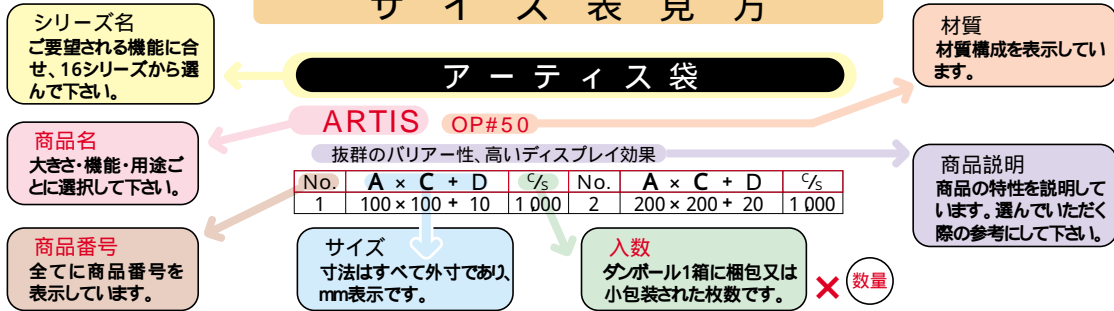 サイズ表見方
シリーズ名
ご要望される機能に合
せ、16シリーズから選
んで下さい。
材質
材質構成を表示してい
ます。
アーティス袋
ARTIS OP#50
抜群のバリアー性、高いディスプレイ効果
商品名
大きさ・機能・用途ご
とに選択して下さい。
商品説明
商品の特性を説明して
います。選んでいただく
際の参考にして下さい。
No. A × C + D C/S No. A × C + D C/S
1 100×100+ 10 1,000 2 200×200+ 20 1,000
商品番号
全てに商品番号を
表示しています。
サイズ
寸法はすべて外寸であり、
mm表示です。
入数
ダンボール1箱に梱包又は
小包装された枚数です。
× 数量